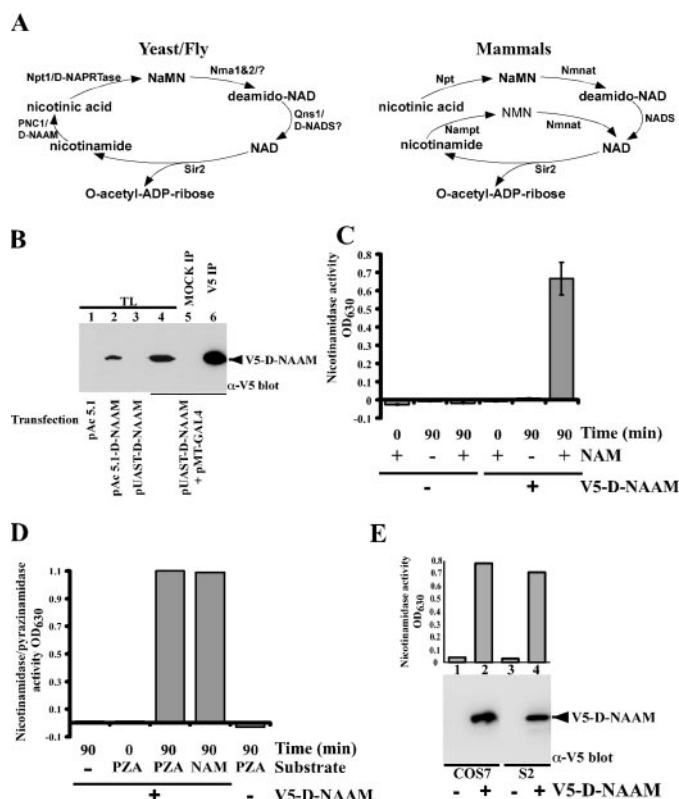 A
Yeast/Fly
Npt1/D-NAPRTase
NaMN
Nma1&2/?
nicotinic acid
deamido-NAD
PNC1/
D-NAAM
Qns1/
D-NADS?
nicotinamide
NAD
Sir2
O-acetyl-ADP-ribose
Mammals
Npt
NaMN
Nmnat
nicotinic acid
NMN
deamido-NAD
Nampt
Nmnat
NADS
nicotinamide
NAD
Sir2
O-acetyl-ADP-ribose
B
TL
MOCK IP
V5 IP
1 2 3 4 5 6
V5-D-NAAM
α-V5 blot
Transfection
pAc 5.1
pAc 5.1-D-NAAM
pUAST-D-NAAM
pUAST-D-NAAM
+ pMT-GAL4
C
Nicotinamidase activity
OD630
0.8
0.7
0.6
0.5
0.4
0.3
0.2
0.1
0
-0.1
0 90 90 0 90 90 Time (min)
+ - + + - + NAM
- + V5-D-NAAM
D
Nicotinamidase/pyrazinamidase
activity OD630
1.1
0.9
0.7
0.5
0.3
0.1
-0.1
90 0 90 90 90 Time (min)
- PZA PZA NAM PZA Substrate
+ - V5-D-NAAM
E
Nicotinamidase activity
OD630
0.8
0.7
0.6
0.5
0.4
0.3
0.2
0.1
0
1 2 3 4
V5-D-NAAM
α-V5 blot
COS7 S2
- + - + V5-D-NAAM